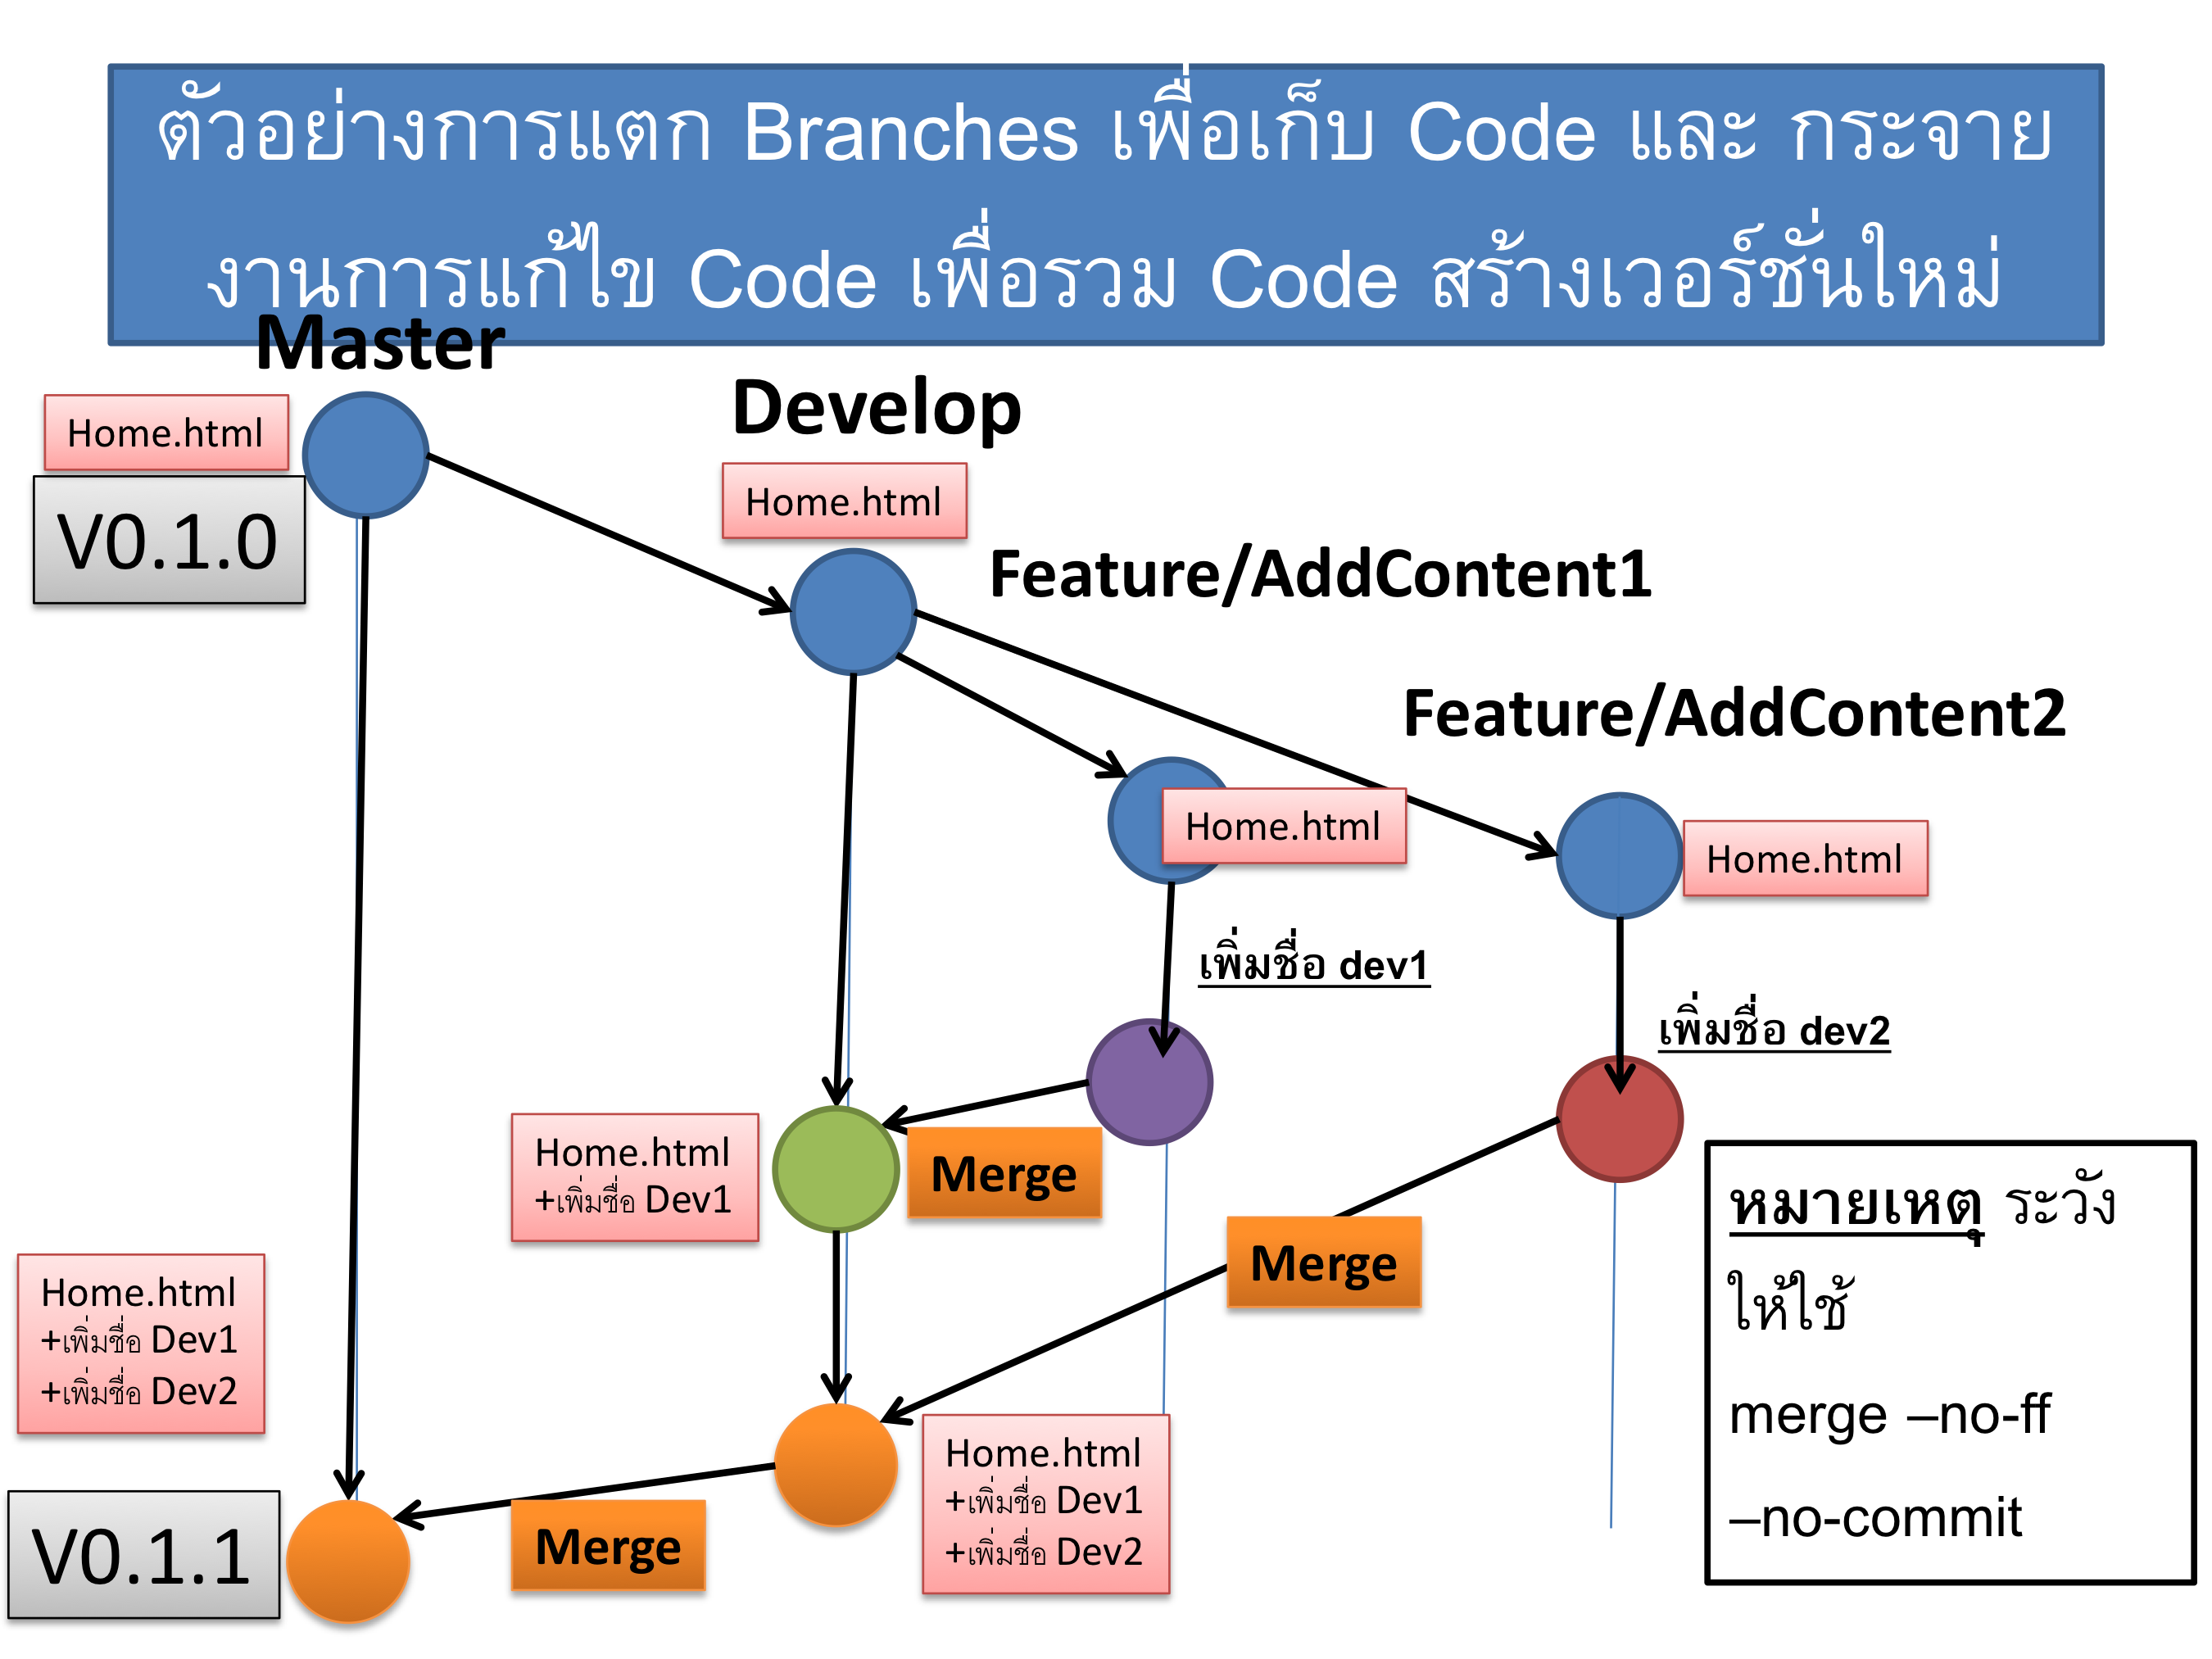 ตัวอย่างการแตก Branches เพื่อเก็บ Code และ กระจาย
งานการแก้ไข Code เพื่อรวม Code สร้างเวอร์ชั่นใหม่
Master
Home.html
V0.1.0
Develop
Home.html
Feature/AddContent1
Feature/AddContent2
Home.html
Home.html
เพิ่มชื่อ dev1
เพิ่มชื่อ dev2
Home.html
+เพิ่มชื่อ Dev1
Merge
Merge
Home.html
+เพิ่มชื่อ Dev1
+เพิ่มชื่อ Dev2
Home.html
+เพิ่มชื่อ Dev1
+เพิ่มชื่อ Dev2
V0.1.1
Merge
หมายเหตุ ระวัง
ให้ใช้
merge –no-ff
–no-commit